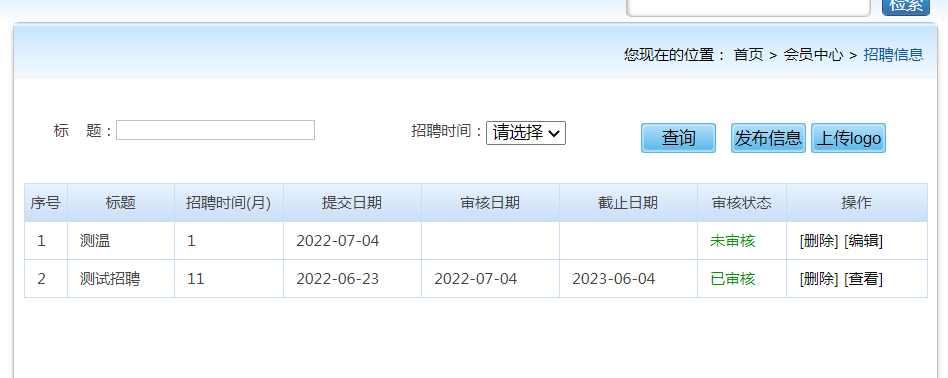 检索
您现在的位置： 首页 > 会员中心 > 招聘信息
标 题： 招聘时间： 请选择 查询 发布信息 上传logo
序号 标题 招聘时间(月) 提交日期 审核日期 截止日期 审核状态 操作
1 测温 1 2022-07-04 未审核 [删除] [编辑]
2 测试招聘 11 2022-06-23 2022-07-04 2023-06-04 已审核 [删除] [查看]